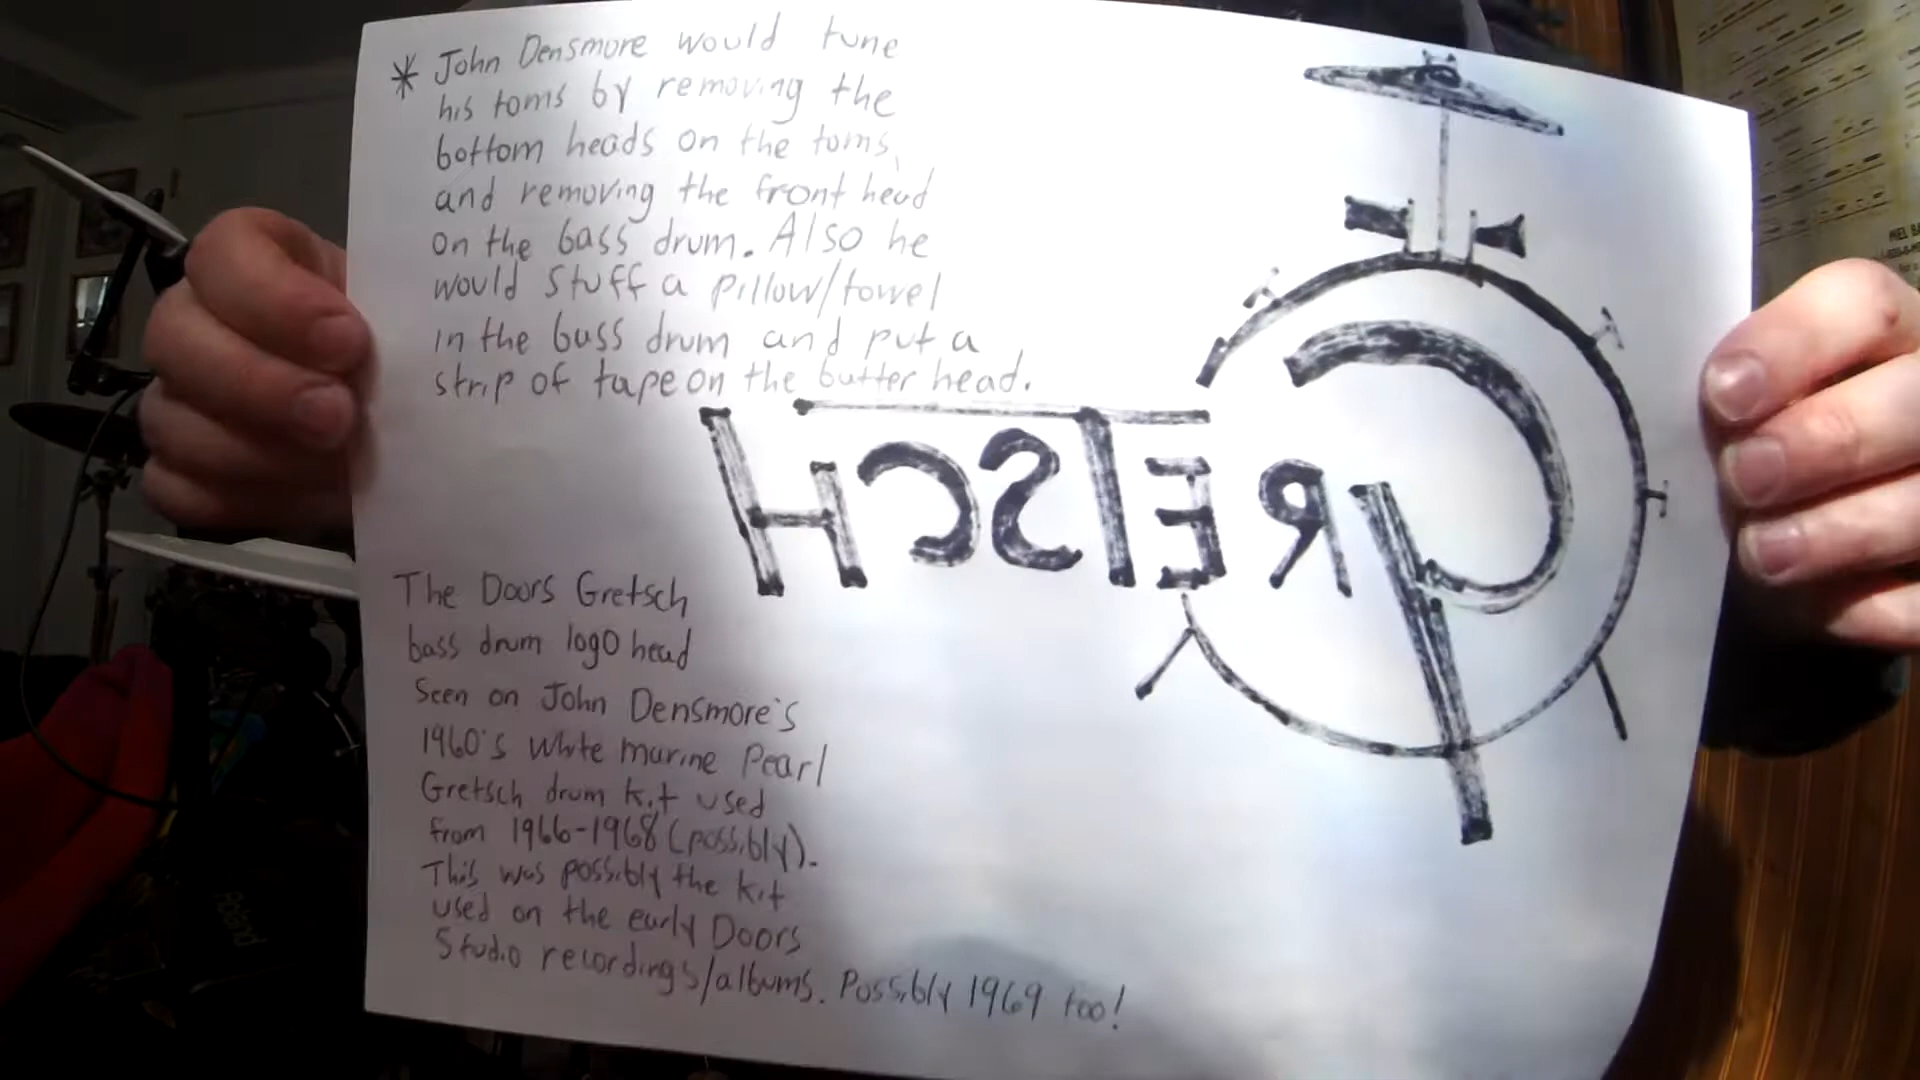 * John Densmore would tune
his toms by removing the
bottom heads on the toms,
and removing the front head
on the bass drum. Also he
would stuff a pillow/towel
in the bass drum and put a
strip of tape on the batter head.
GRETSCH
The Doors Gretsch
bass drum logo head
Seen on John Densmore's
1960's White marine Pearl
Gretsch drum kit used
from 1966-1968 (possibly).
This was possibly the kit
used on the early Doors
Studio recordings/albums. Possibly 1969 too!
MEL BA
Roland